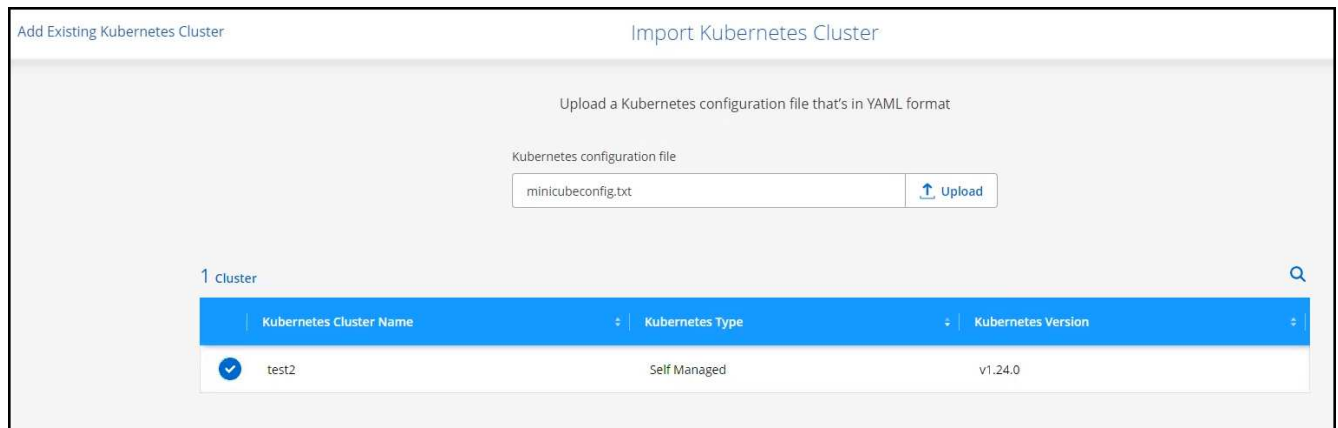 Add Existing Kubernetes Cluster
Import Kubernetes Cluster
Upload a Kubernetes configuration file that's in YAML format
Kubernetes configuration file
minicubeconfig.txt
Upload
1 Cluster
Kubernetes Cluster Name Kubernetes Type Kubernetes Version
test2 Self Managed v1.24.0